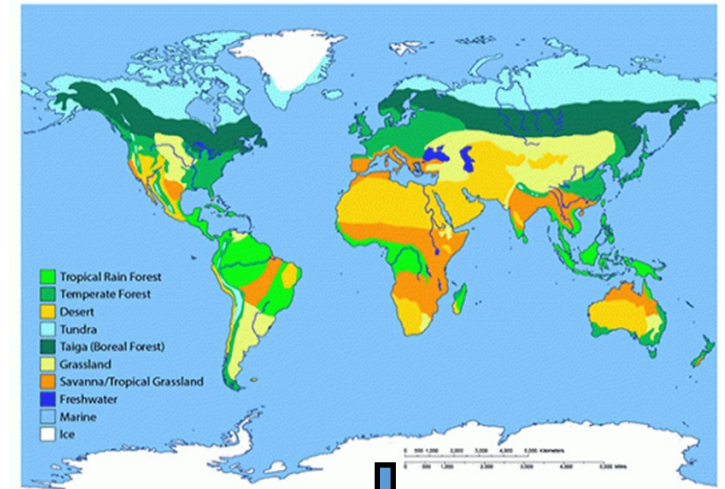 Tropical Rain Forest
Temperate Forest
Desert
Tundra
Taiga (Boreal Forest)
Grassland
Savanna/Tropical Grassland
Freshwater
Marine
Ice